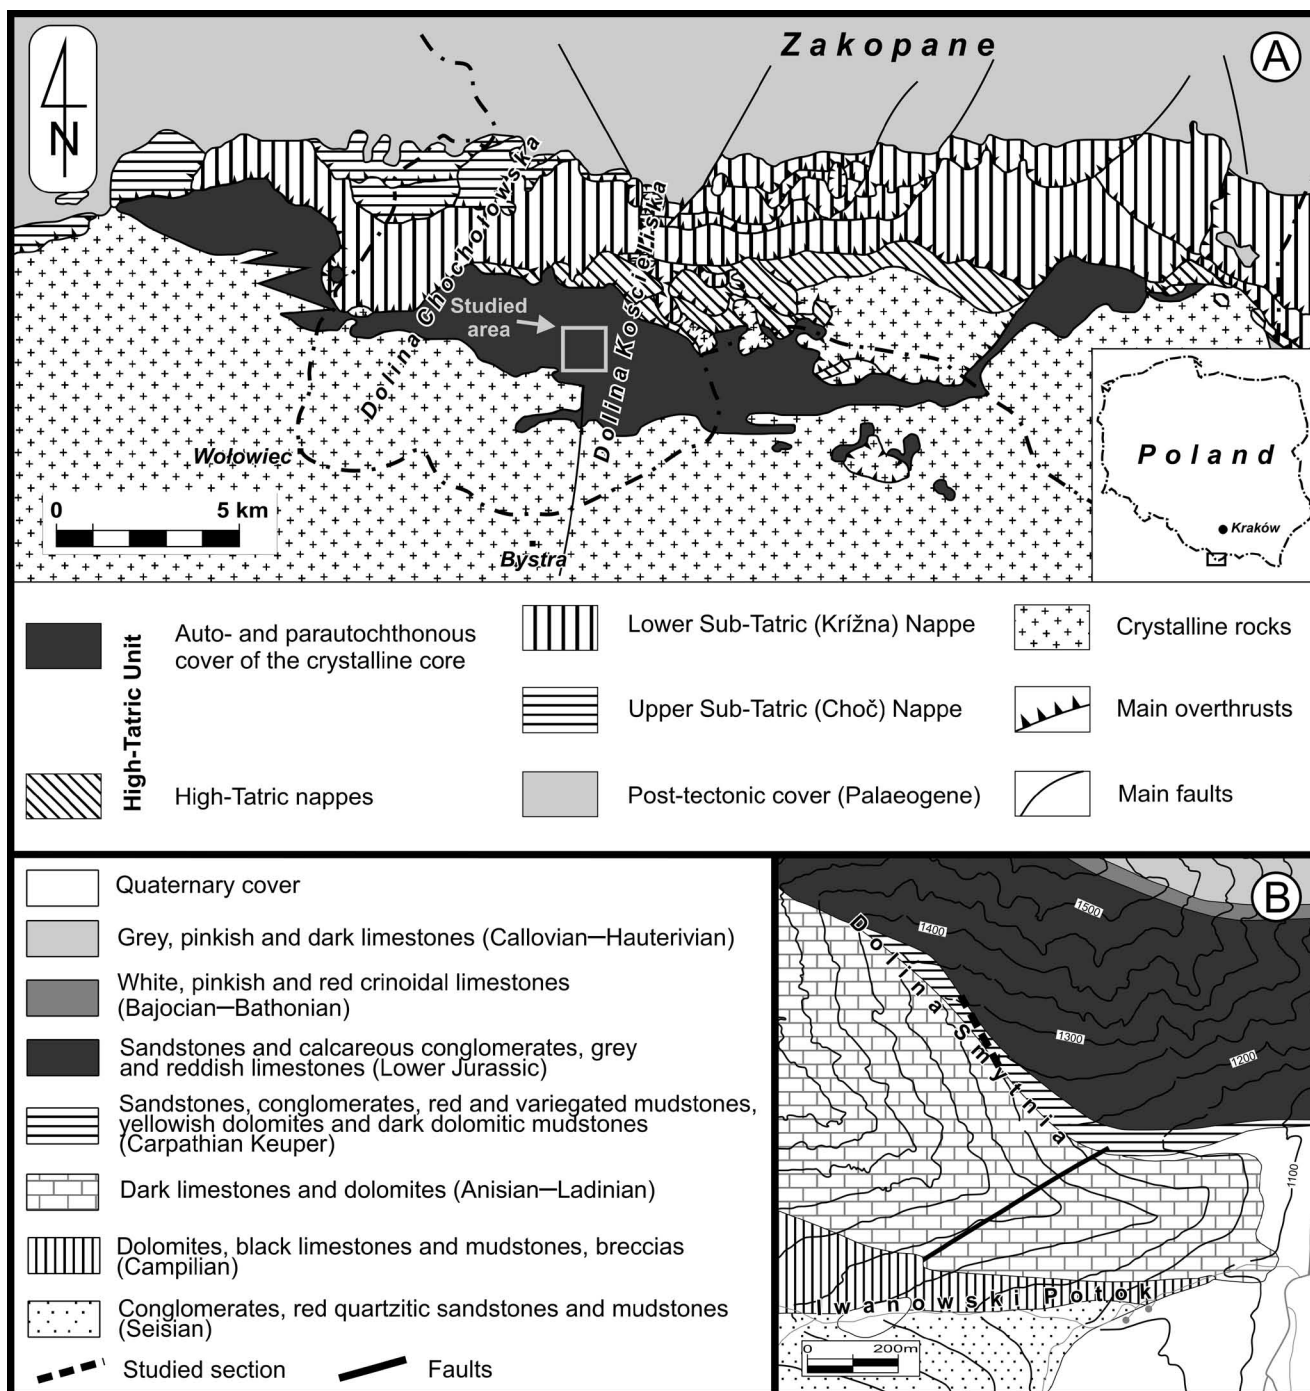 Zakopane
A
N
Dolina Chochołowska
Dolina Kościeliska
Studied
area
Wołowiec
0 5 km
Bystra
Poland
Kraków
High-Tatric Unit
Auto- and parautochthonous
cover of the crystalline core
High-Tatric nappes
Lower Sub-Tatric (Krížna) Nappe
Upper Sub-Tatric (Choč) Nappe
Post-tectonic cover (Palaeogene)
Crystalline rocks
Main overthrusts
Main faults
Quaternary cover
Grey, pinkish and dark limestones (Callovian—Hauterivian)
White, pinkish and red crinoidal limestones
(Bajocian—Bathonian)
Sandstones and calcareous conglomerates, grey
and reddish limestones (Lower Jurassic)
Sandstones, conglomerates, red and variegated mudstones,
yellowish dolomites and dark dolomitic mudstones
(Carpathian Keuper)
Dark limestones and dolomites (Anisian—Ladinian)
Dolomites, black limestones and mudstones, breccias
(Campilian)
Conglomerates, red quartzitic sandstones and mudstones
(Seisian)
Studied section
Faults
B
1500
1400
Dolina Smytnia
1300
1200
1100
Iwanowski Potok
0 200m